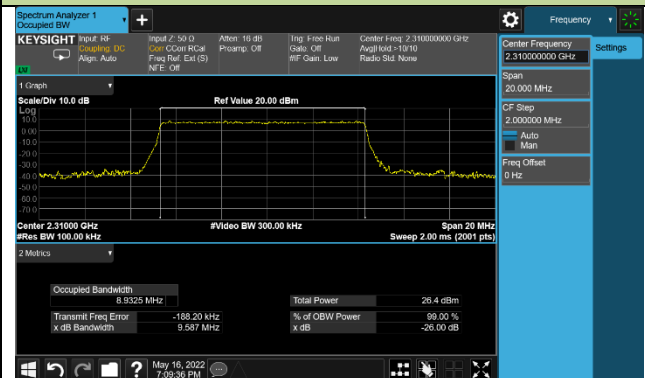 Spectrum Analyzer 1
Occupied BW
Frequency
KEYSIGHT
Input: RF
Coupling: DC
Align: Auto
Input Z: 50 Ω
Corr CCorr RCal
Freq Ref: Ext (S)
NFE: Off
Atten: 16 dB
Preamp: Off
Trig: Free Run
Gate: Off
#IF Gain: Low
Center Freq: 2.310000000 GHz
Avg|Hold:>10/10
Radio Std: None
LXI
Center Frequency
2.310000000 GHz
Settings
Span
20.000 MHz
CF Step
2.000000 MHz
Auto
Man
Freq Offset
0 Hz
1 Graph
Scale/Div 10.0 dB
Ref Value 20.00 dBm
Log
10.0
0.00
-10.0
-20.0
-30.0
-40.0
-50.0
-60.0
-70.0
Center 2.31000 GHz
#Video BW 300.00 kHz
Span 20 MHz
#Res BW 100.00 kHz
Sweep 2.00 ms (2001 pts)
2 Metrics
Occupied Bandwidth
8.9325 MHz
Total Power
26.4 dBm
Transmit Freq Error
-188.20 kHz
% of OBW Power
99.00 %
x dB Bandwidth
9.587 MHz
x dB
-26.00 dB
May 16, 2022
7:09:36 PM